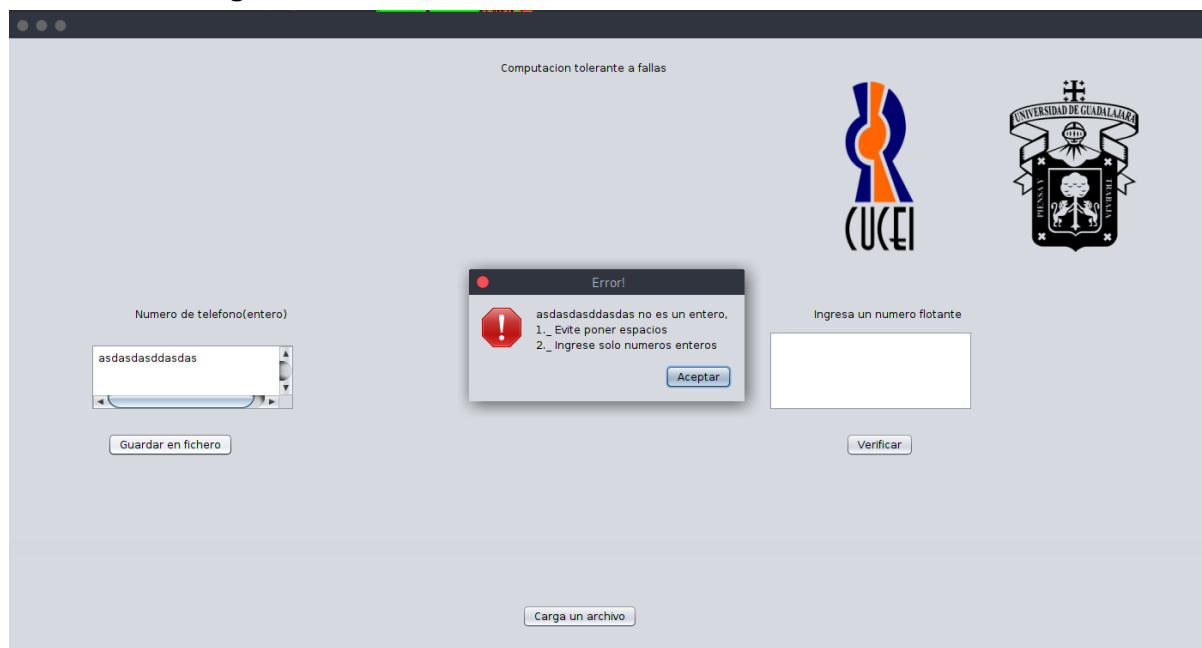 Computacion tolerante a fallas
UNIVERSIDAD DE GUADALAJARA
PIENSA Y
TRABAJA
CUCEI
Error!
asdasdasddasdas no es un entero,
1._ Evite poner espacios
2._ Ingrese solo numeros enteros
Aceptar
Numero de telefono(entero)
asdasdasddasdas
Guardar en fichero
Ingresa un numero flotante
Verificar
Carga un archivo